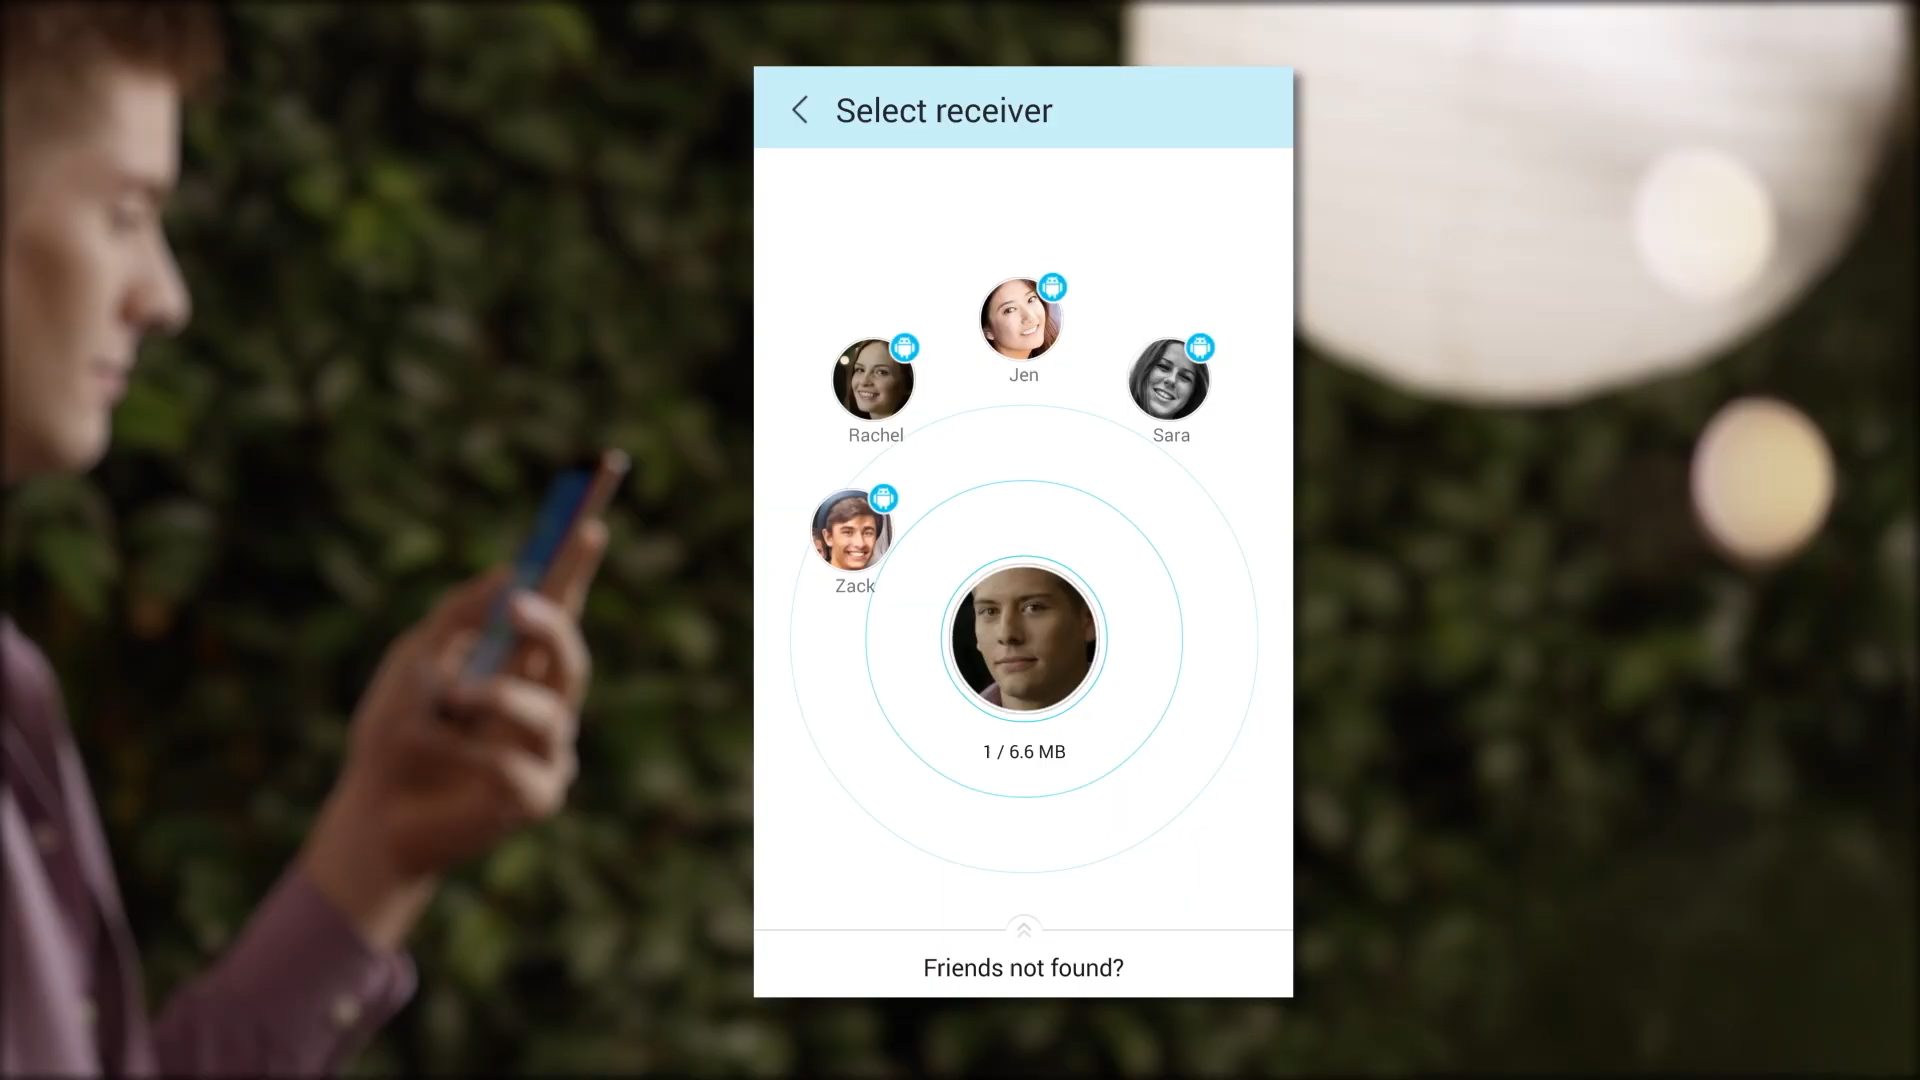 Select receiver
Jen
Rachel
Sara
Zack
1 / 6.6 MB
Friends not found?